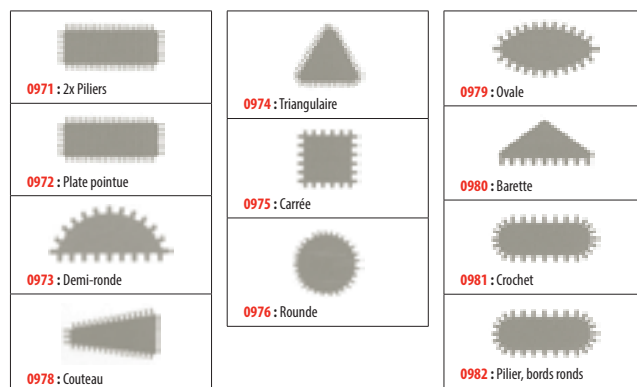 0971 : 2x Piliers
0972 : Plate pointue
0973 : Demi-ronde
0978 : Couteau
0974 : Triangulaire
0975 : Carrée
0976 : Rounde
0979 : Ovale
0980 : Barette
0981 : Crochet
0982 : Pilier, bords ronds